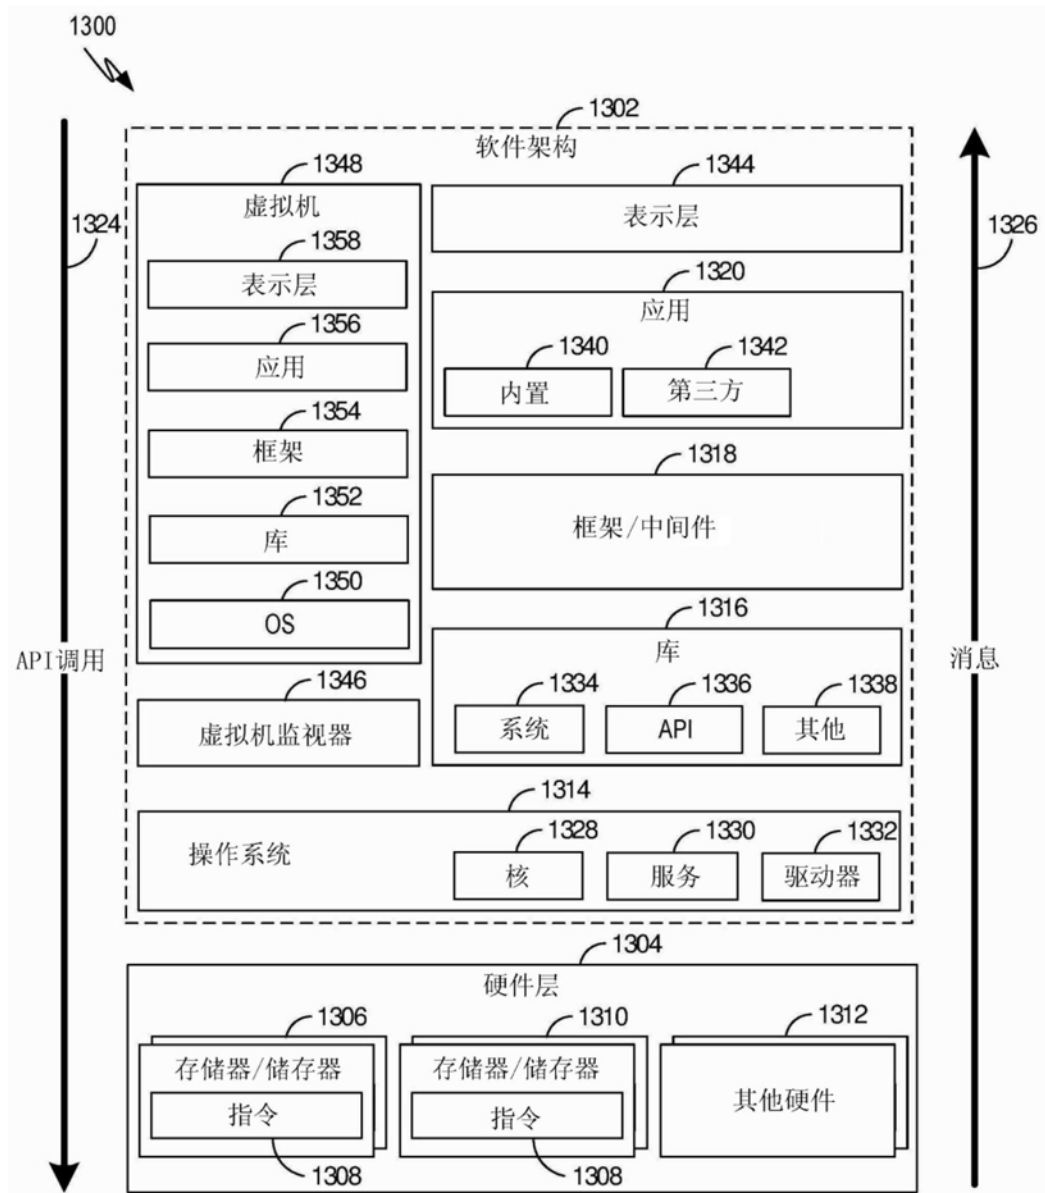 1300
1302
软件架构
1348
虚拟机
1344
表示层
1324
1326
1358
表示层
1320
应用
1356
应用
1340
内置
1342
第三方
1354
框架
1318
框架/中间件
1352
库
1350
OS
1316
库
API调用
消息
1346
虚拟机监视器
1334
系统
1336
API
1338
其他
1314
操作系统
1328
核
1330
服务
1332
驱动器
1304
硬件层
1306
存储器/储存器
指令
1308
1310
存储器/储存器
指令
1308
1312
其他硬件